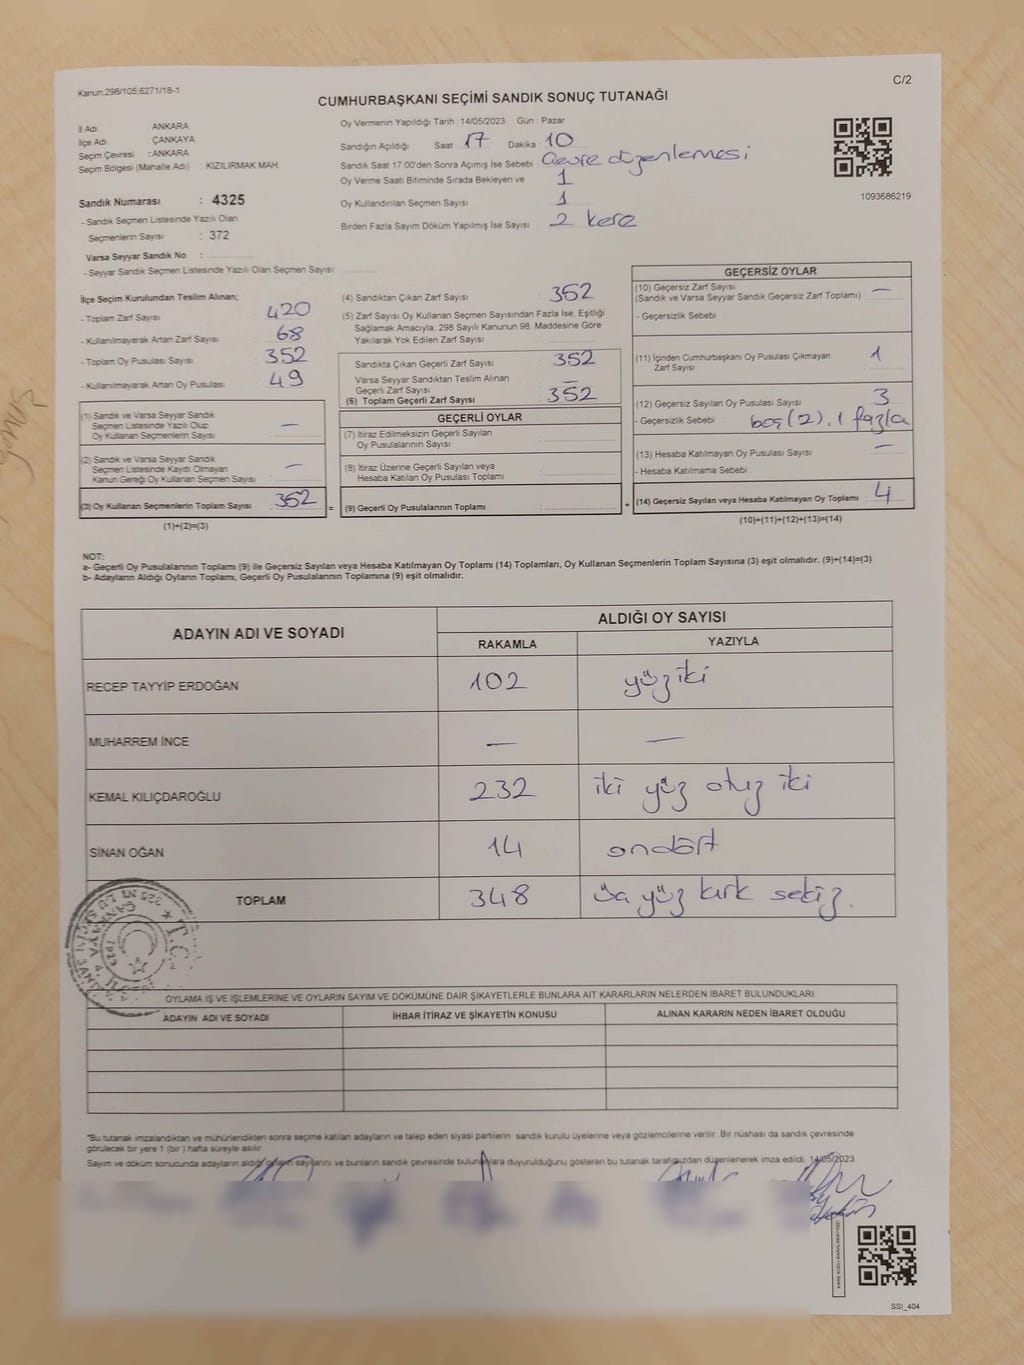 Kanun:298/105;6271/18-1
C/2
CUMHURBAŞKANI SEÇİMİ SANDIK SONUÇ TUTANAĞI
İl Adı ANKARA
İlçe Adı ÇANKAYA
Seçim Çevresi : ANKARA
Seçim Bölgesi (Mahalle Adı) : KIZILIRMAK MAH.
Sandık Numarası : 4325
- Sandık Seçmen Listesinde Yazılı Olan
Seçmenlerin Sayısı : 372
Varsa Seyyar Sandık No :
- Seyyar Sandık Seçmen Listesinde Yazılı Olan Seçmen Sayısı
Oy Vermenin Yapıldığı Tarih : 14/05/2023 Gün : Pazar
Sandığın Açıldığı Saat 17 Dakika 10
Sandık Saat 17:00'den Sonra Açımış İse Sebebi Çevre düzenlemesi
Oy Verme Saati Bitiminde Sırada Bekleyen ve 1
Oy Kullandırılan Seçmen Sayısı 1
Birden Fazla Sayım Döküm Yapılmış İse Sayısı 2 kere
1093686219
İlçe Seçim Kurulundan Teslim Alınan;
- Toplam Zarf Sayısı : 420
- Kullanılmayarak Artan Zarf Sayısı : 68
- Toplam Oy Pusulası Sayısı : 352
- Kullanılmayarak Artan Oy Pusulası : 49
(1) Sandık ve Varsa Seyyar Sandık
Seçmen Listesinde Yazılı Olup
Oy Kullanan Seçmenlerin Sayısı : —
(2) Sandık ve Varsa Seyyar Sandık
Seçmen Listesinde Kayıtlı Olmayan
Kanun Gereği Oy Kullanan Seçmen Sayısı : —
(3) Oy Kullanan Seçmenlerin Toplam Sayısı : 352 =
(1)+(2)=(3)
(4) Sandıktan Çıkan Zarf Sayısı : 352
(5) Zarf Sayısı Oy Kullanan Seçmen Sayısından Fazla İse, Eşitliği
Sağlamak Amacıyla; 298 Sayılı Kanunun 98. Maddesine Göre
Yakılarak Yok Edilen Zarf Sayısı
Sandıkta Çıkan Geçerli Zarf Sayısı : 352
Varsa Seyyar Sandıktan Teslim Alınan
Geçerli Zarf Sayısı : —
(6) Toplam Geçerli Zarf Sayısı : 352
GEÇERLİ OYLAR
(7) İtiraz Edilmeksizin Geçerli Sayılan
Oy Pusulasının Sayısı
(8) İtiraz Üzerine Geçerli Sayılan veya
Hesaba Katılan Oy Pusulası Toplamı
(9) Geçerli Oy Pusulalarının Toplamı +
GEÇERSİZ OYLAR
(10) Geçersiz Zarf Sayısı : —
(Sandık ve Varsa Seyyar Sandık Geçersiz Zarf Toplamı)
- Geçersizlik Sebebi :
(11) İçinden Cumhurbaşkanı Oy Pusulası Çıkmayan
Zarf Sayısı : 1
(12) Geçersiz Sayılan Oy Pusulası Sayısı : 3
- Geçersizlik Sebebi : boş (2), 1 fazla
(13) Hesaba Katılmayan Oy Pusulası Sayısı : —
- Hesaba Katılmama Sebebi :
(14) Geçersiz Sayılan veya Hesaba Katılmayan Oy Toplamı : 4
(10)+(11)+(12)+(13)=(14)
NOT:
a- Geçerli Oy Pusulalarının Toplamı (9) ile Geçersiz Sayılan veya Hesaba Katılmayan Oy Toplamı (14) Toplamları, Oy Kullanan Seçmenlerin Toplam Sayısına (3) eşit olmalıdır. (9)+(14)=(3)
b- Adayların Aldığı Oyların Toplamı, Geçerli Oy Pusulalarının Toplamına (9) eşit olmalıdır.
ADAYIN ADI VE SOYADI ALDIĞI OY SAYISI
RAKAMLA YAZIYLA
RECEP TAYYİP ERDOĞAN 102 yüz iki
MUHARREM İNCE — —
KEMAL KILIÇDAROĞLU 232 iki yüz otuz iki
SİNAN OĞAN 14 ondört
TOPLAM 348 Üç yüz kırk sekiz.
OYLAMA İŞ VE İŞLEMLERİNE VE OYLARIN SAYIM VE DÖKÜMÜNE DAİR ŞİKAYETLERLE BUNLARA AİT KARARLARIN NELERDEN İBARET BULUNDUKLARI
ADAYIN ADI VE SOYADI İHBAR İTİRAZ VE ŞİKAYETİN KONUSU ALINAN KARARIN NEDEN İBARET OLDUĞU
*Bu tutanak imzalandıktan ve mühürlendikten sonra seçime katılan adayların ve talep eden siyasi partilerin sandık kurulu üyelerine veya gözlemcilerine verilir. Bir nüshası da sandık çevresinde
görülecek bir yere 1 (bir ) hafta süreyle asılır.
Sayım ve döküm sonucunda adayların aldığı oyların sayılarını ve bunların sandık çevresinde bulunanlara duyurulduğunu gösteren bu tutanak tarafımızdan düzenlenerek imza edildi. 14/05/2023
SSI_404